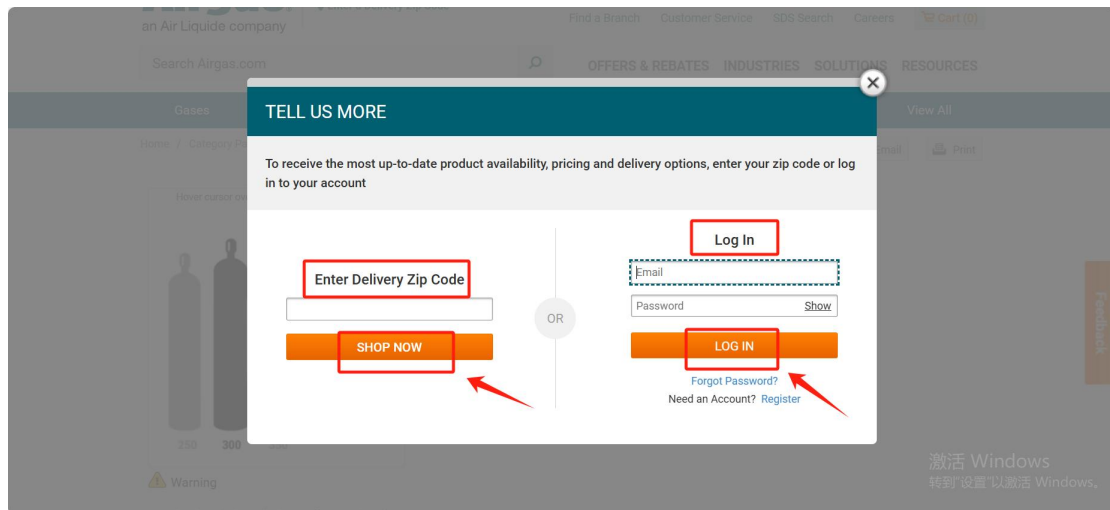 an Air Liquide company
Find a Branch Customer Service SDS Search Careers Cart (0)
Search Airgas.com
OFFERS & REBATES INDUSTRIES SOLUTIONS RESOURCES
Gases
View All
TELL US MORE
Home / Category
Email Print
To receive the most up-to-date product availability, pricing and delivery options, enter your zip code or log
in to your account
Hover cursor
Log In
Enter Delivery Zip Code
Email
Password Show
OR
SHOP NOW
LOG IN
Forgot Password?
Need an Account? Register
Feedback
250 300
Warning
激活 Windows
转到"设置"以激活 Windows。